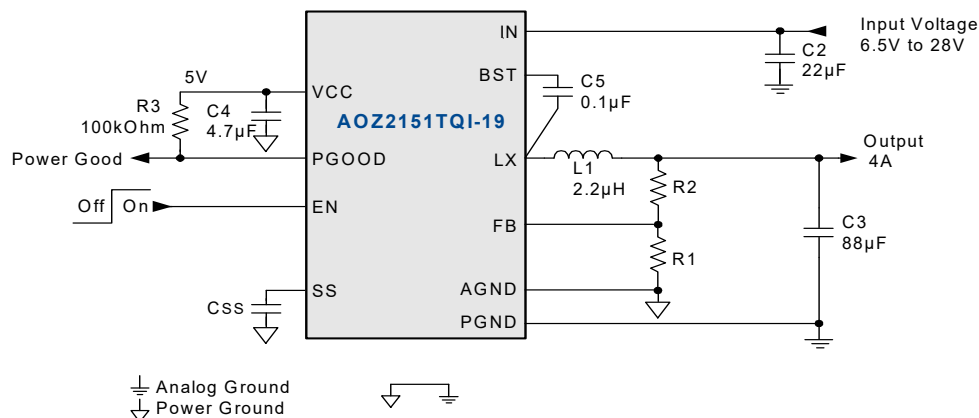 IN
Input Voltage
6.5V to 28V
C2
22µF
BST
C5
0.1µF
5V
VCC
R3
100kOhm
C4
4.7µF
AOZ2151TQI-19
Power Good
PGOOD
LX
L1
2.2µH
Output
4A
R2
Off
On
EN
FB
C3
88µF
R1
SS
CSS
AGND
PGND
Analog Ground
Power Ground